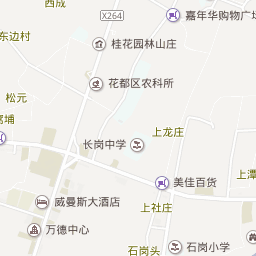 西成
X264
嘉年华购物广场
东边村
桂花园林山庄
花都区农科所
松元
上龙庄
长岗中学
埔
美佳百货
上潭
威曼斯大酒店
上社庄
万德中心
石岗头
石岗小学